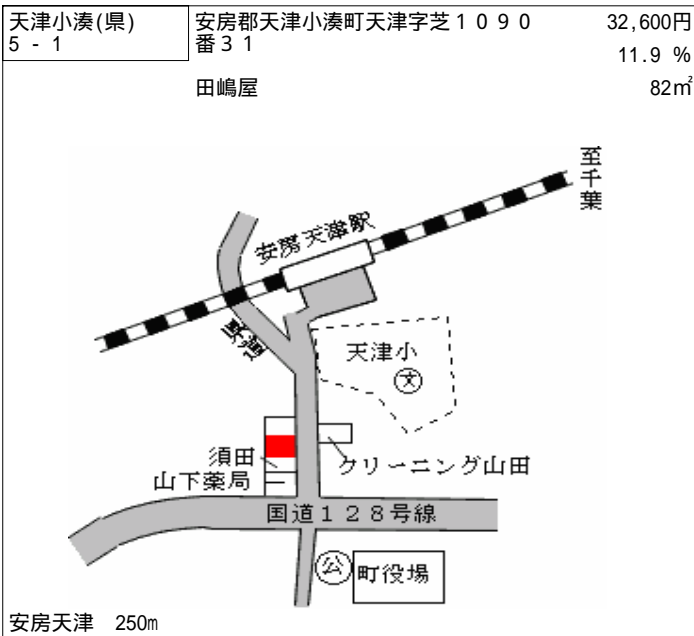 天津小湊(県)
5 - 1
安房郡天津小湊町天津字芝１０９０
番３１
32,600円
11.9 %
田嶋屋
82㎡
至千葉
安房天津駅
県道
天津小
文
須田
山下薬局
クリーニング山田
国道１２８号線
公
町役場
安房天津 250m